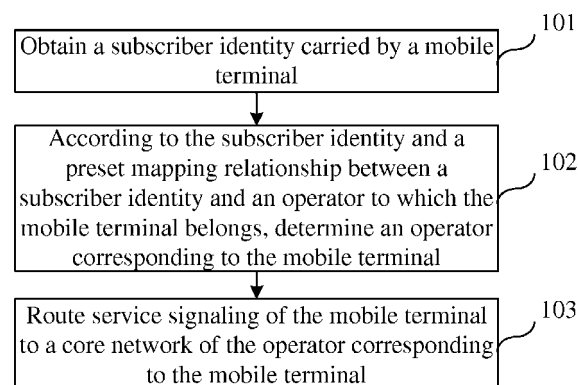 101
Obtain a subscriber identity carried by a mobile
terminal
According to the subscriber identity and a
preset mapping relationship between a
subscriber identity and an operator to which the
mobile terminal belongs, determine an operator
corresponding to the mobile terminal
102
Route service signaling of the mobile terminal
to a core network of the operator corresponding
to the mobile terminal
103